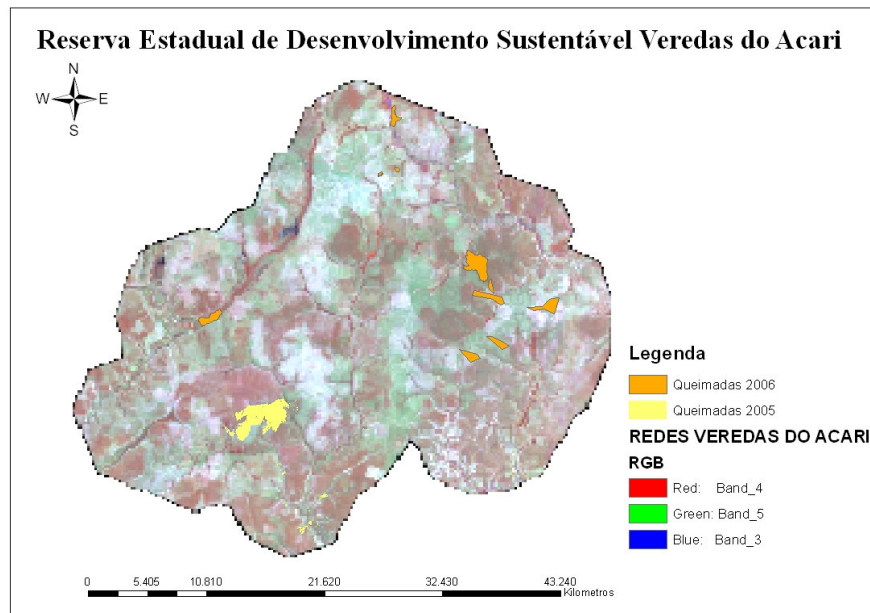 Reserva Estadual de Desenvolvimento Sustentável Veredas do Acari
N
W E
S
Legenda
Queimadas 2006
Queimadas 2005
REDES VEREDAS DO ACARI
RGB
Red: Band_4
Green: Band_5
Blue: Band_3
0 5.405 10.810 21.620 32.430 43.240
Kilometros